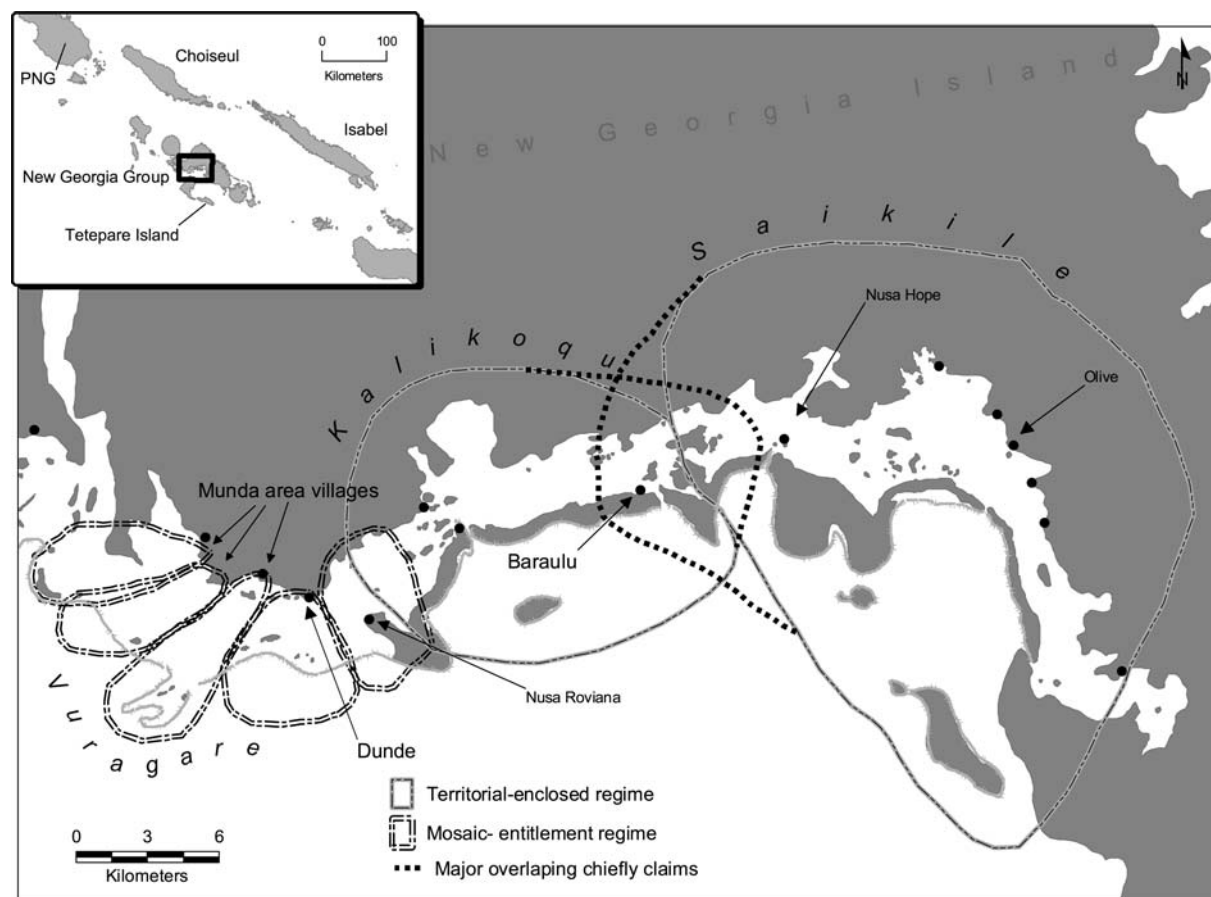 0 100
Kilometers
PNG
Choiseul
Isabel
New Georgia Group
Tetepare Island
New Georgia Island
N
Saikile
Nusa Hope
Kalikoqu
Olive
Munda area villages
Baraulu
Nusa Roviana
Vuragare
Dunde
Territorial-enclosed regime
Mosaic- entitlement regime
Major overlaping chiefly claims
0 3 6
Kilometers